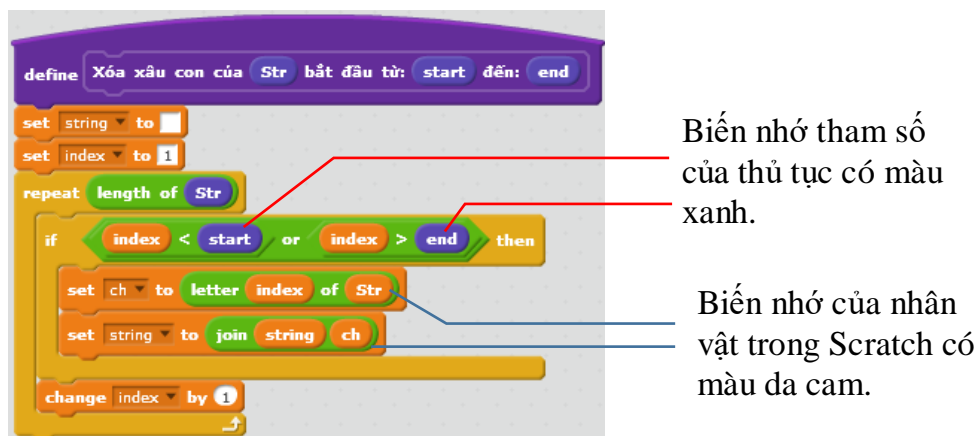 define Xóa xâu con của Str bắt đầu từ: start đến: end
set string to
set index to 1
repeat length of Str
if index < start or index > end then
set ch to letter index of Str
set string to join string ch
change index by 1
Biến nhớ tham số
của thủ tục có màu
xanh.
Biến nhớ của nhân
vật trong Scratch có
màu da cam.